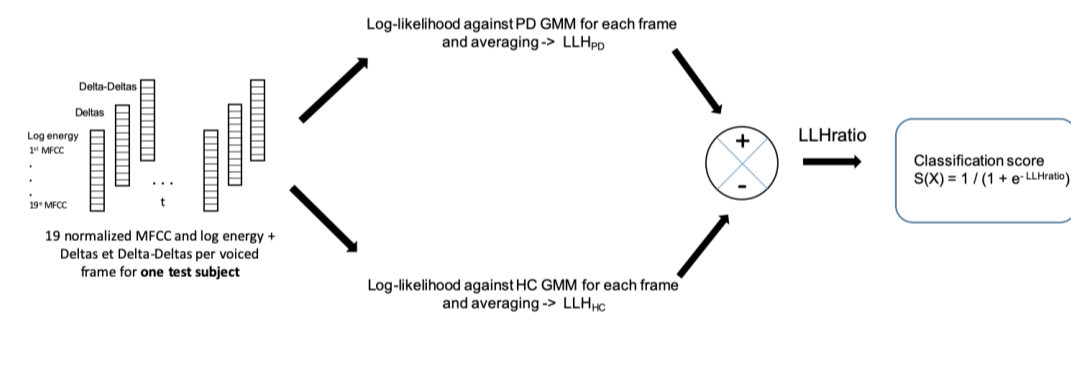 Log-likelihood against PD GMM for each frame
and averaging -> LLHPD
Delta-Deltas
Deltas
Log energy
1st MFCC
.
.
.
19e MFCC
. . .
t
+
-
LLHratio
Classification score
S(X) = 1 / (1 + e- LLHratio)
19 normalized MFCC and log energy +
Deltas et Delta-Deltas per voiced
frame for one test subject
Log-likelihood against HC GMM for each frame
and averaging -> LLHHC